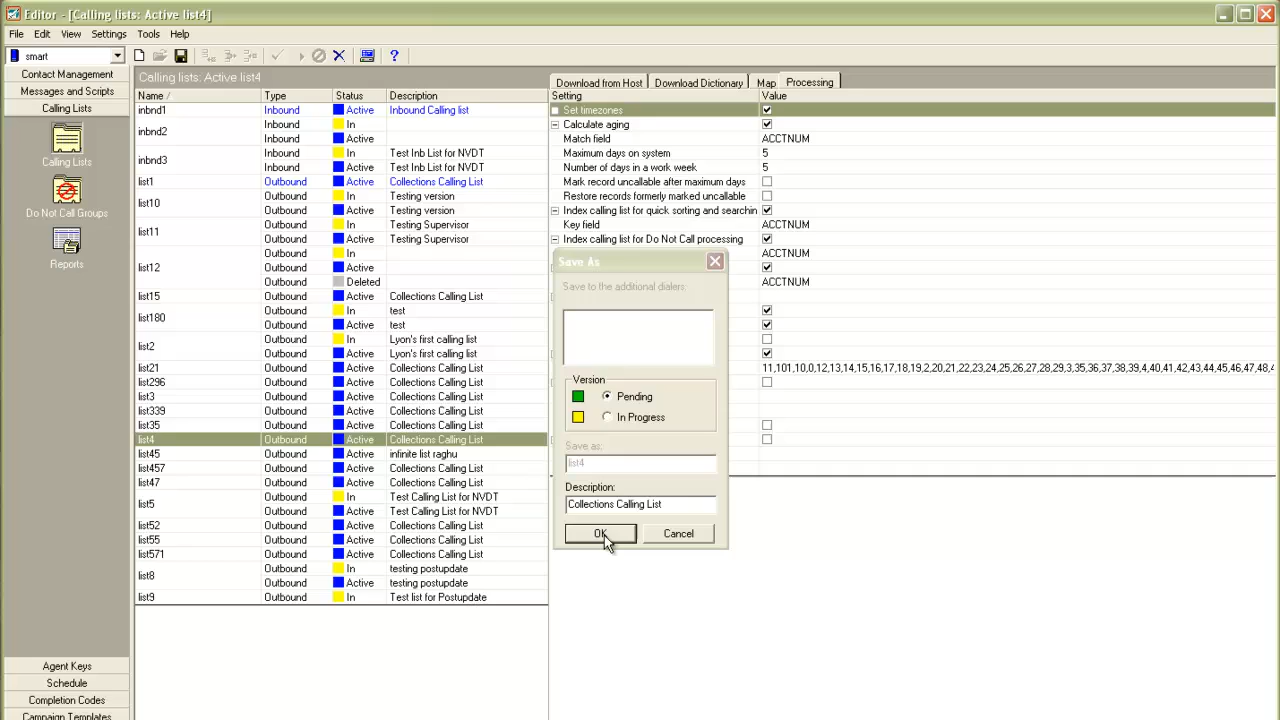 Editor - [Calling lists: Active list4]
File Edit View Settings Tools Help
smart
Contact Management
Messages and Scripts
Calling Lists
Calling Lists
Do Not Call Groups
Reports
Agent Keys
Schedule
Completion Codes
Campaign Templates
Calling lists: Active list4
Name / Type Status Description
inbnd1 Inbound Active Inbound Calling list
inbnd2 Inbound In
Inbound Active
inbnd3 Inbound In Test Inb List for NVDT
Inbound Active Test Inb List for NVDT
list1 Outbound Active Collections Calling List
list10 Outbound In Testing version
Outbound Active Testing version
list11 Outbound In Testing Supervisor
Outbound Active Testing Supervisor
list12 Outbound In
Outbound Active
Outbound Deleted
list15 Outbound Active Collections Calling List
list180 Outbound In test
Outbound Active test
list2 Outbound In Lyon's first calling list
Outbound Active Lyon's first calling list
list21 Outbound Active Collections Calling List
list296 Outbound Active Collections Calling List
list3 Outbound Active Collections Calling List
list339 Outbound Active Collections Calling List
list35 Outbound Active Collections Calling List
list4 Outbound Active Collections Calling List
list45 Outbound Active infinite list raghu
list457 Outbound Active Collections Calling List
list47 Outbound Active Collections Calling List
list5 Outbound In Test Calling List for NVDT
Outbound Active Test Calling List for NVDT
list52 Outbound Active Collections Calling List
list55 Outbound Active Collections Calling List
list571 Outbound Active Collections Calling List
list8 Outbound In testing postupdate
Outbound Active testing postupdate
list9 Outbound In Test list for Postupdate
Download from Host Download Dictionary Map Processing
Setting Value
Set timezones
Calculate aging
Match field ACCTNUM
Maximum days on system 5
Number of days in a work week 5
Mark record uncallable after maximum days
Restore records formerly marked uncallable
Index calling list for quick sorting and searchin
Key field ACCTNUM
Index calling list for Do Not Call processing
ACCTNUM
ACCTNUM
11,101,10,0,12,13,14,15,16,17,18,19,2,20,21,22,23,24,25,26,27,28,29,3,35,36,37,38,39,4,40,41,42,43,44,45,46,47,48,4
Save As
Save to the additional dialers:
Version
Pending
In Progress
Save as:
list4
Description:
Collections Calling List
OK Cancel